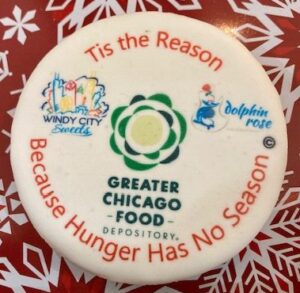 Tis the Reason
WINDY CITY
Sweets
dolphin
rose
©
GREATER
CHICAGO
- FOOD -
DEPOSITORY®
Because Hunger Has No Season